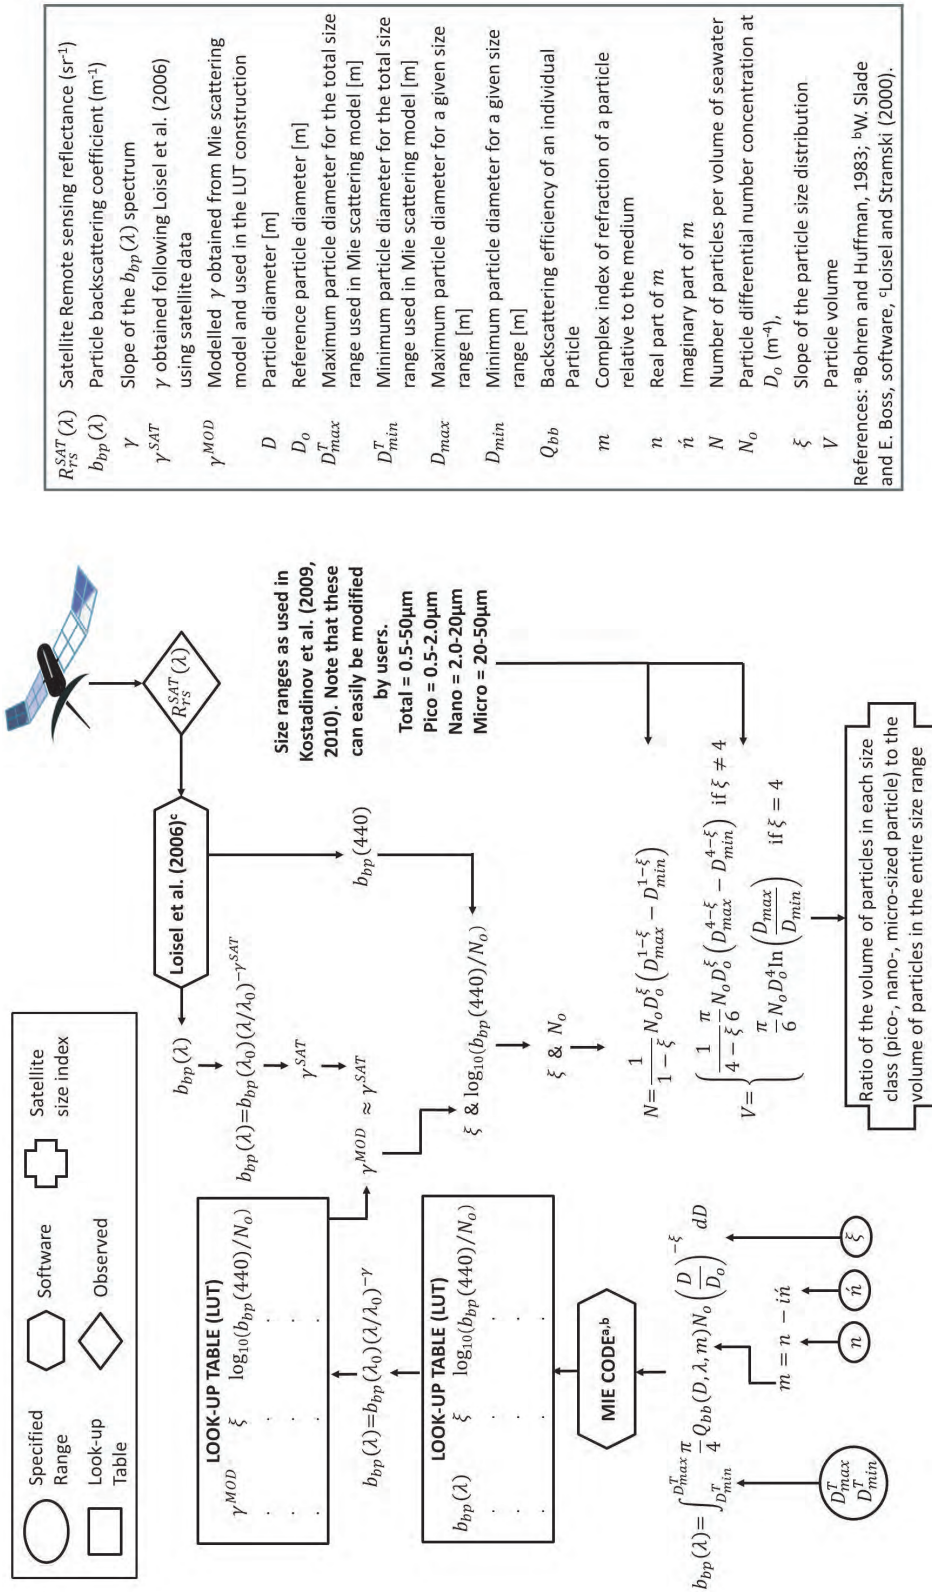 Specified
Range
Software
Satellite
size index
Look-up
Table
Observed
R_rs^SAT(λ)
Loisel et al. (2006)ᶜ
b_bp(λ)
b_bp(λ)=b_bp(λ₀)(λ/λ₀)^−γ^SAT
γ^SAT
γ^MOD ≈ γ^SAT
b_bp(440)
LOOK-UP TABLE (LUT)
γ^MOD ξ log₁₀(b_bp(440)/N_o)
. . .
. . .
b_bp(λ)=b_bp(λ₀)(λ/λ₀)^−γ
LOOK-UP TABLE (LUT)
b_bp(λ) ξ log₁₀(b_bp(440)/N_o)
. . .
. . .
MIE CODEᵃ,ᵇ
b_bp(λ)= ∫_{D_min^T}^{D_max^T} π/4 Q_bb(D, λ, m)N_o (D/D_o)^−ξ dD
m = n − iń
D_max^T
D_min^T
n
ń
ξ
ξ & log₁₀(b_bp(440)/N_o)
ξ & N_o
N= 1/(1 − ξ) N_o D_o^ξ (D_max^{1−ξ} − D_min^{1−ξ})
V= { 1/(4 − ξ) π/6 N_o D_o^ξ (D_max^{4−ξ} − D_min^{4−ξ}) if ξ ≠ 4
π/6 N_o D_o^4 ln (D_max/D_min) if ξ = 4
Size ranges as used in
Kostadinov et al. (2009,
2010). Note that these
can easily be modified
by users.
Total = 0.5-50μm
Pico = 0.5-2.0μm
Nano = 2.0-20μm
Micro = 20-50μm
Ratio of the volume of particles in each size
class (pico-, nano-, micro-sized particle) to the
volume of particles in the entire size range
R_rs^SAT(λ) Satellite Remote sensing reflectance (sr⁻¹)
b_bp(λ) Particle backscattering coefficient (m⁻¹)
γ Slope of the b_bp(λ) spectrum
γ^SAT γ obtained following Loisel et al. (2006)
using satellite data
γ^MOD Modelled γ obtained from Mie scattering
model and used in the LUT construction
D Particle diameter [m]
D_o Reference particle diameter [m]
D_max^T Maximum particle diameter for the total size
range used in Mie scattering model [m]
D_min^T Minimum particle diameter for the total size
range used in Mie scattering model [m]
D_max Maximum particle diameter for a given size
range [m]
D_min Minimum particle diameter for a given size
range [m]
Q_bb Backscattering efficiency of an individual
Particle
m Complex index of refraction of a particle
relative to the medium
n Real part of m
ń Imaginary part of m
N Number of particles per volume of seawater
N_o Particle differential number concentration at
D_o (m⁻⁴),
ξ Slope of the particle size distribution
V Particle volume
References: ᵃBohren and Huffman, 1983; ᵇW. Slade
and E. Boss, software, ᶜLoisel and Stramski (2000).